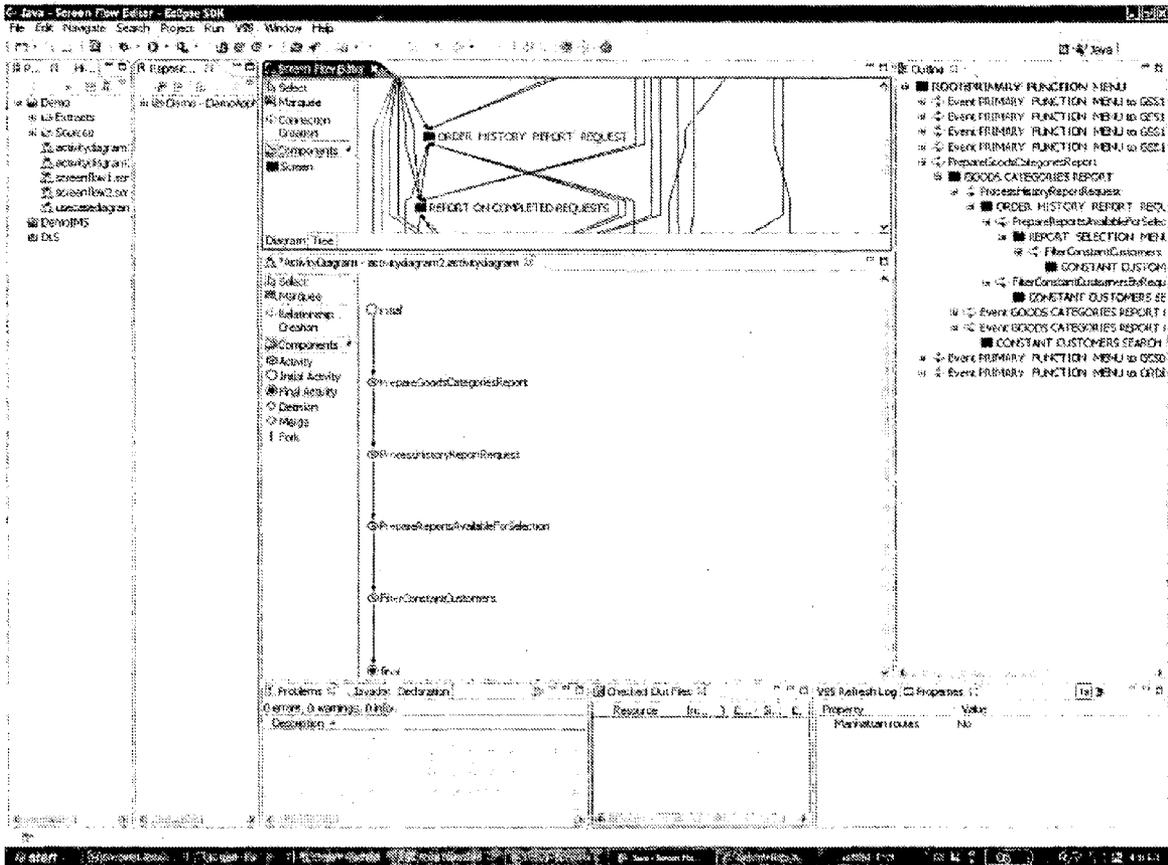 Java - Screen Flow Editor - Eclipse SDK
File Edit Navigate Search Project Run VSS Window Help
Java
Demo
Extracts
Sources
activitydiagram
activitydiagram
screenflow1.scr
screenflow2.scr
usecasediagram
DemoIMS
DLS
Demo - DemoAppl
Screen Flow Editor
Select
Marquee
Connection
Creation
Components
Screen
ORDER HISTORY REPORT REQUEST
REPORT ON COMPLETED REQUESTS
Diagram Tree
*ActivityDiagram - activitydiagram2.activitydiagram
Select
Marquee
Relationship
Creation
Components
Activity
Initial Activity
Final Activity
Decision
Merge
Fork
initial
PrepareGoodsCategoriesReport
ProcessHistoryReportRequest
PrepareReportsAvailableForSelection
FilterConstantCustomers
final
Outline
ROOT:PRIMARY FUNCTION MENU
Event PRIMARY FUNCTION MENU to
Event PRIMARY FUNCTION MENU to
Event PRIMARY FUNCTION MENU to
Event PRIMARY FUNCTION MENU to
PrepareGoodsCategoriesReport
GOODS CATEGORIES REPORT
ProcessHistoryReportRequest
ORDER HISTORY REPORT REQU
PrepareReportsAvailableForSelec
REPORT SELECTION MENU
FilterConstantCustomers
CONSTANT CUSTOM
FilterConstantCustomersByRequ
CONSTANT CUSTOMERS SE
Event GOODS CATEGORIES REPORT
Event GOODS CATEGORIES REPORT
CONSTANT CUSTOMERS SEARCH
Event PRIMARY FUNCTION MENU to
Event PRIMARY FUNCTION MENU to
Problems Javadoc Declaration
0 errors, 0 warnings, 0 infos
Description
Checked Out Files
Resource
VSS Refresh Log Properties
Property Value
Manhattan routes No
start